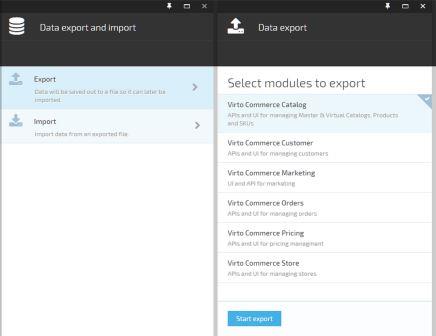 Data export and import
Export
Data will be saved out to a file so it can later be
imported.
Import
Import data from an exported file.
Data export
Select modules to export
Virto Commerce Catalog
APIs and UI for managing Master & Virtual Catalogs, Products
and SKUs
Virto Commerce Customer
APIs and UI for managing customers
Virto Commerce Marketing
UI and API for marketing
Virto Commerce Orders
APIs and UI for managing orders
Virto Commerce Pricing
APIs and UI for pricing managment
Virto Commerce Store
APIs and UI for managing stores
Start export